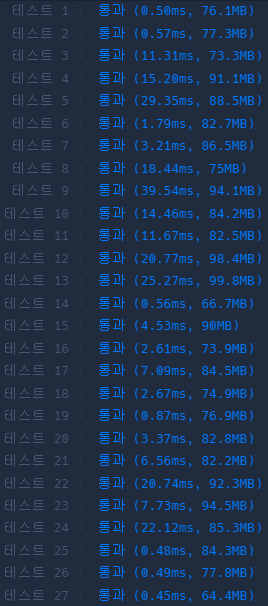 테스트 1 > 통과 (0.50ms, 76.1MB)
테스트 2 > 통과 (0.57ms, 77.3MB)
테스트 3 > 통과 (11.31ms, 73.3MB)
테스트 4 > 통과 (15.20ms, 91.1MB)
테스트 5 > 통과 (29.35ms, 88.5MB)
테스트 6 > 통과 (1.79ms, 82.7MB)
테스트 7 > 통과 (3.21ms, 86.5MB)
테스트 8 > 통과 (18.44ms, 75MB)
테스트 9 > 통과 (39.54ms, 94.1MB)
테스트 10 > 통과 (14.46ms, 84.2MB)
테스트 11 > 통과 (11.67ms, 82.5MB)
테스트 12 > 통과 (20.77ms, 98.4MB)
테스트 13 > 통과 (25.27ms, 99.8MB)
테스트 14 > 통과 (0.56ms, 66.7MB)
테스트 15 > 통과 (4.53ms, 90MB)
테스트 16 > 통과 (2.61ms, 73.9MB)
테스트 17 > 통과 (7.09ms, 84.5MB)
테스트 18 > 통과 (2.67ms, 74.9MB)
테스트 19 > 통과 (0.87ms, 76.9MB)
테스트 20 > 통과 (3.37ms, 82.8MB)
테스트 21 > 통과 (6.56ms, 82.2MB)
테스트 22 > 통과 (20.74ms, 92.3MB)
테스트 23 > 통과 (7.73ms, 94.5MB)
테스트 24 > 통과 (22.12ms, 85.3MB)
테스트 25 > 통과 (0.48ms, 84.3MB)
테스트 26 > 통과 (0.49ms, 77.8MB)
테스트 27 > 통과 (0.45ms, 64.4MB)